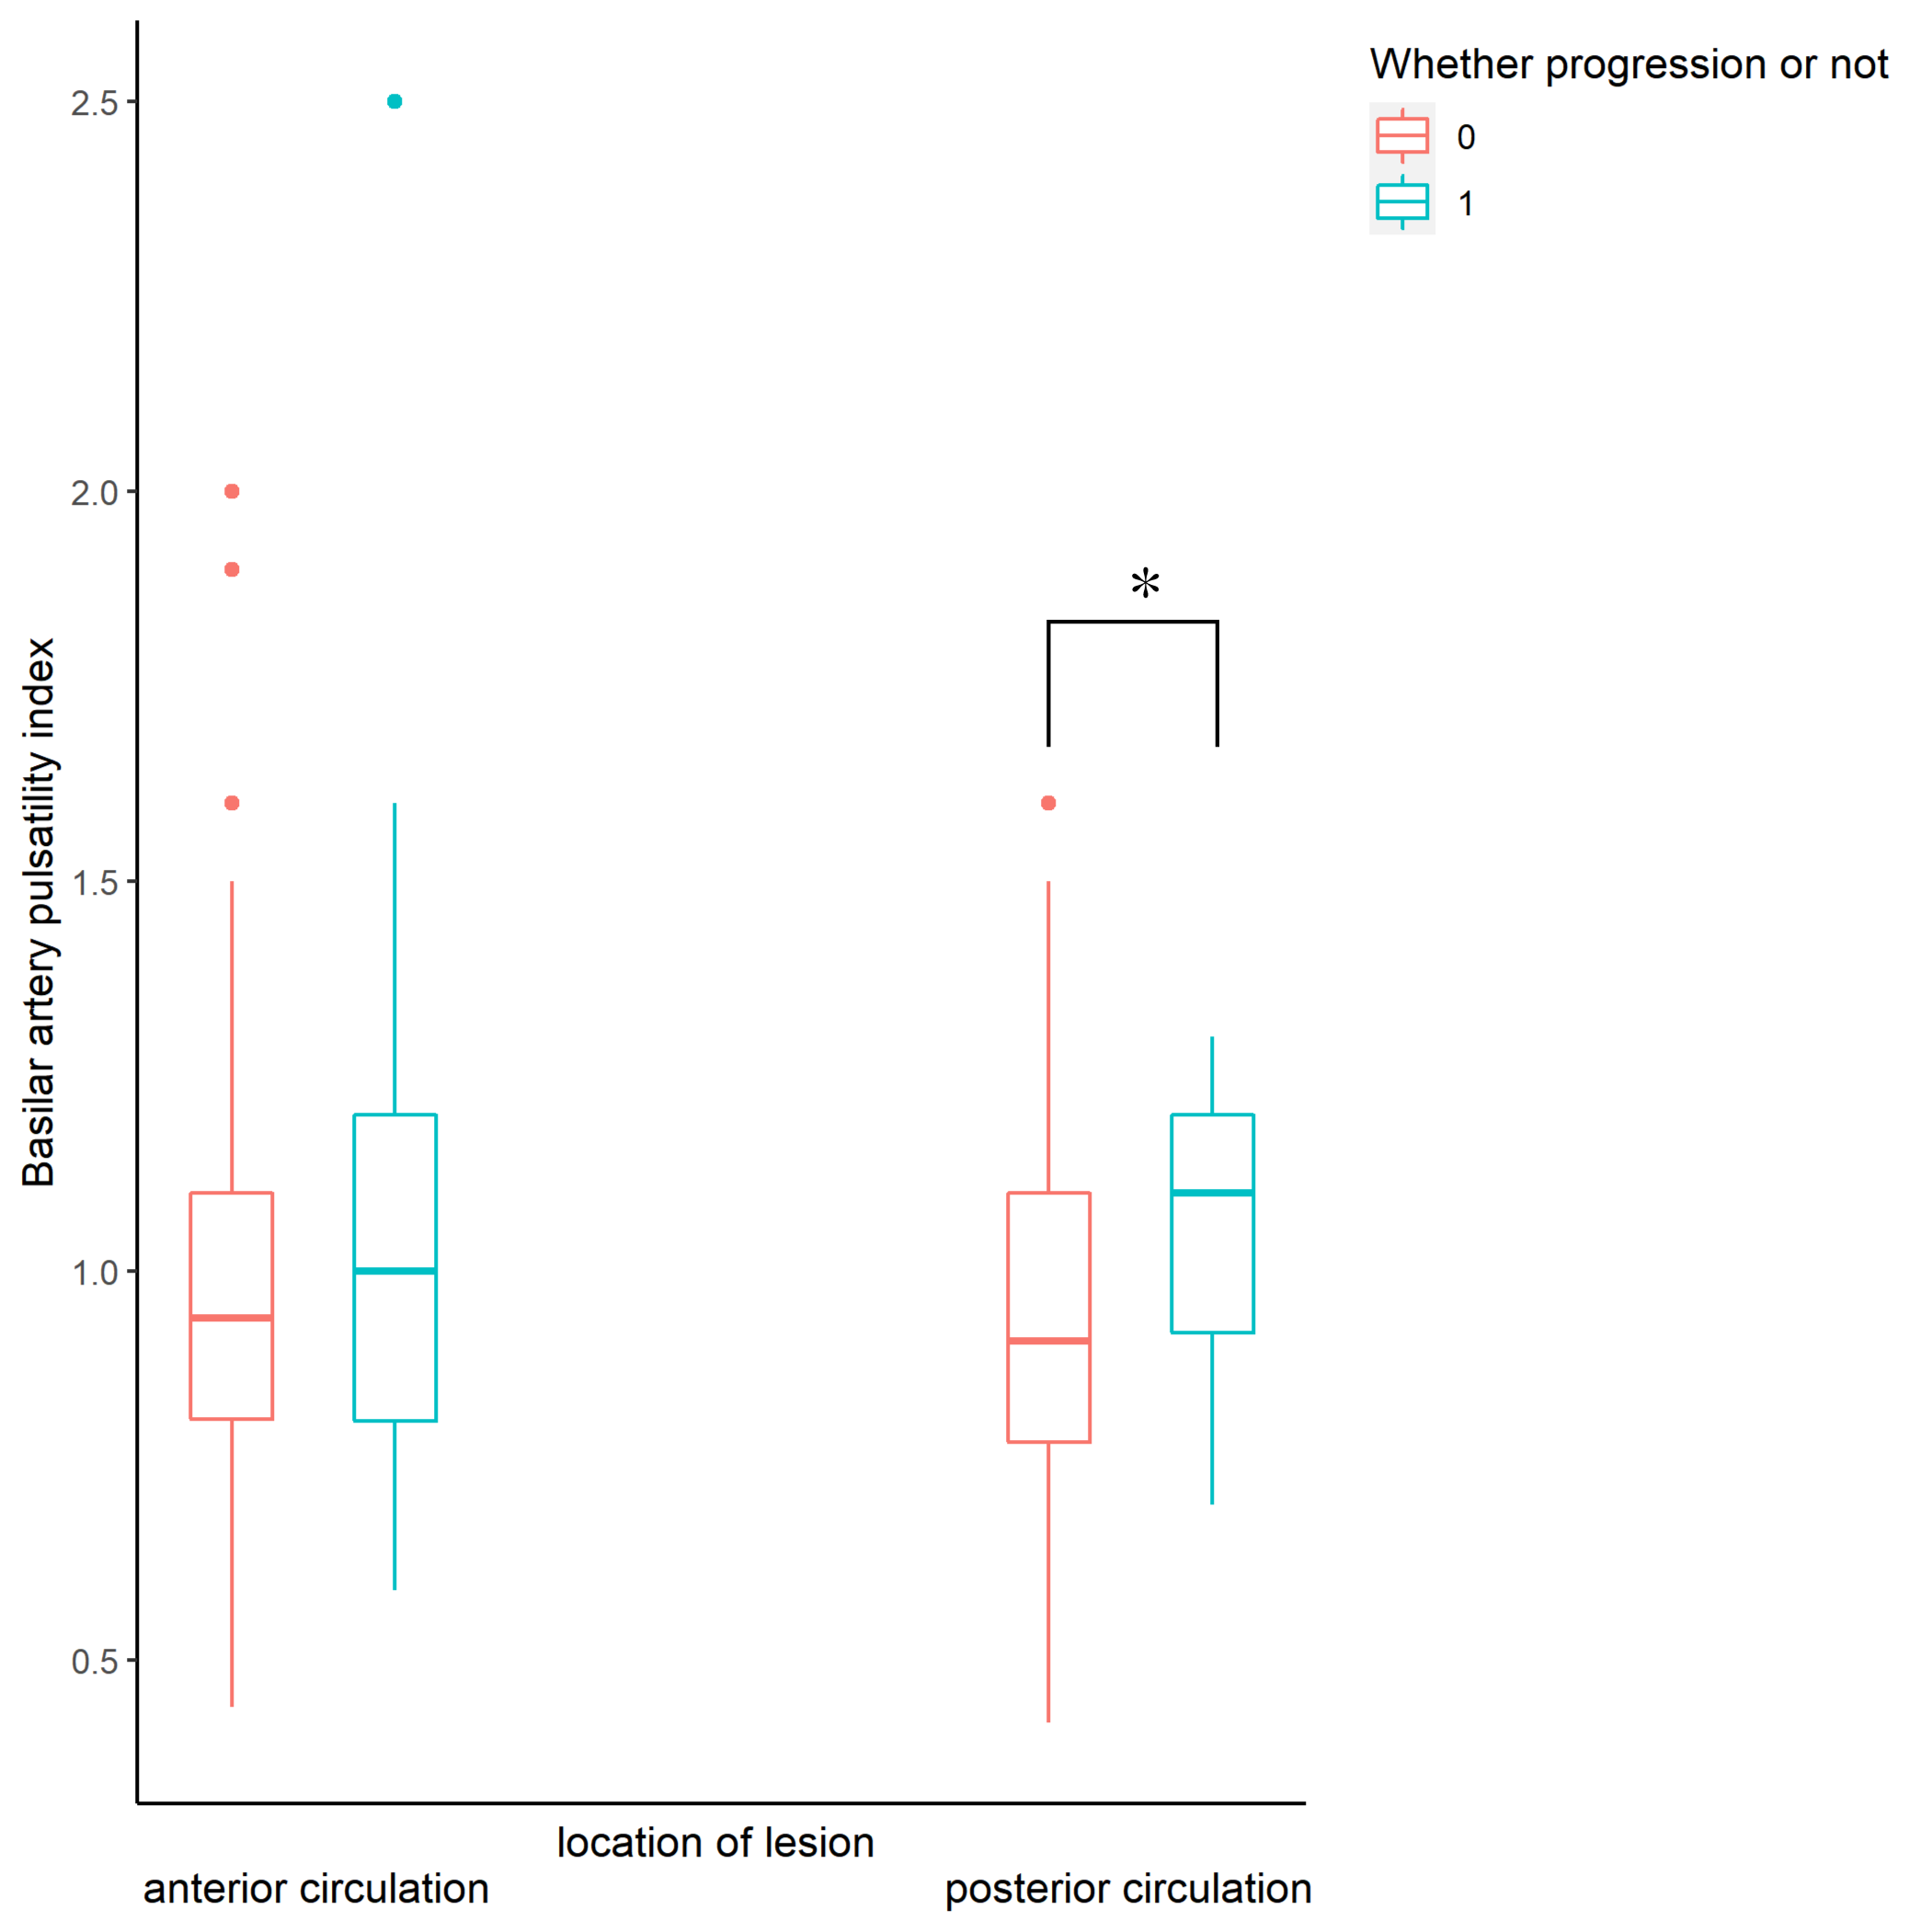 Whether progression or not
0
1
Basilar artery pulsatility index
2.5
2.0
1.5
1.0
0.5
*
location of lesion
anterior circulation
posterior circulation